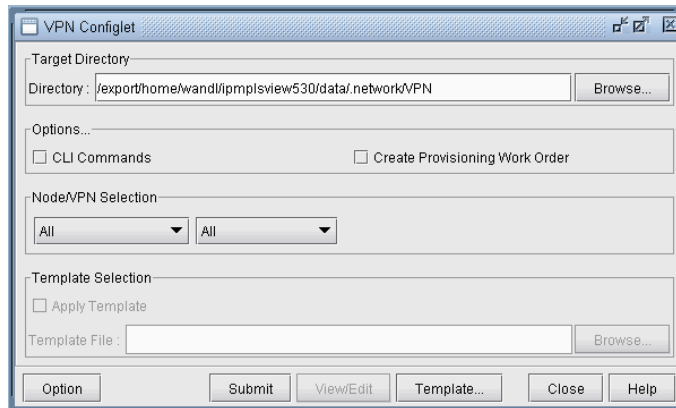 VPN Configlet
Target Directory
Directory : /export/home/wandl/ipmplsview530/data/.network/VPN Browse...
Options...
CLI Commands Create Provisioning Work Order
Node/VPN Selection
All All
Template Selection
Apply Template
Template File : Browse...
Option Submit View/Edit Template... Close Help